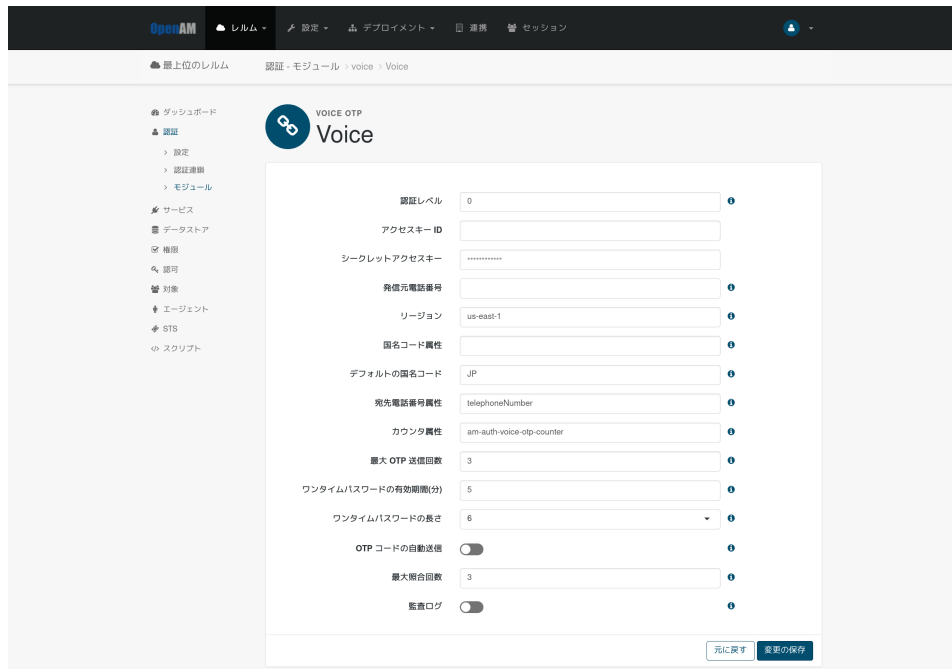 OpenAM レルム 設定 デプロイメント 連携 セッション
最上位のレルム 認証 - モジュール > voice > Voice
ダッシュボード
認証
> 設定
> 認証連鎖
> モジュール
サービス
データストア
権限
認可
対象
エージェント
STS
スクリプト
VOICE OTP
Voice
認証レベル 0
アクセスキー ID
シークレットアクセスキー ************
発信元電話番号
リージョン us-east-1
国名コード属性
デフォルトの国名コード JP
宛先電話番号属性 telephoneNumber
カウンタ属性 am-auth-voice-otp-counter
最大 OTP 送信回数 3
ワンタイムパスワードの有効期間(分) 5
ワンタイムパスワードの長さ 6
OTP コードの自動送信
最大照合回数 3
監査ログ
元に戻す 変更の保存